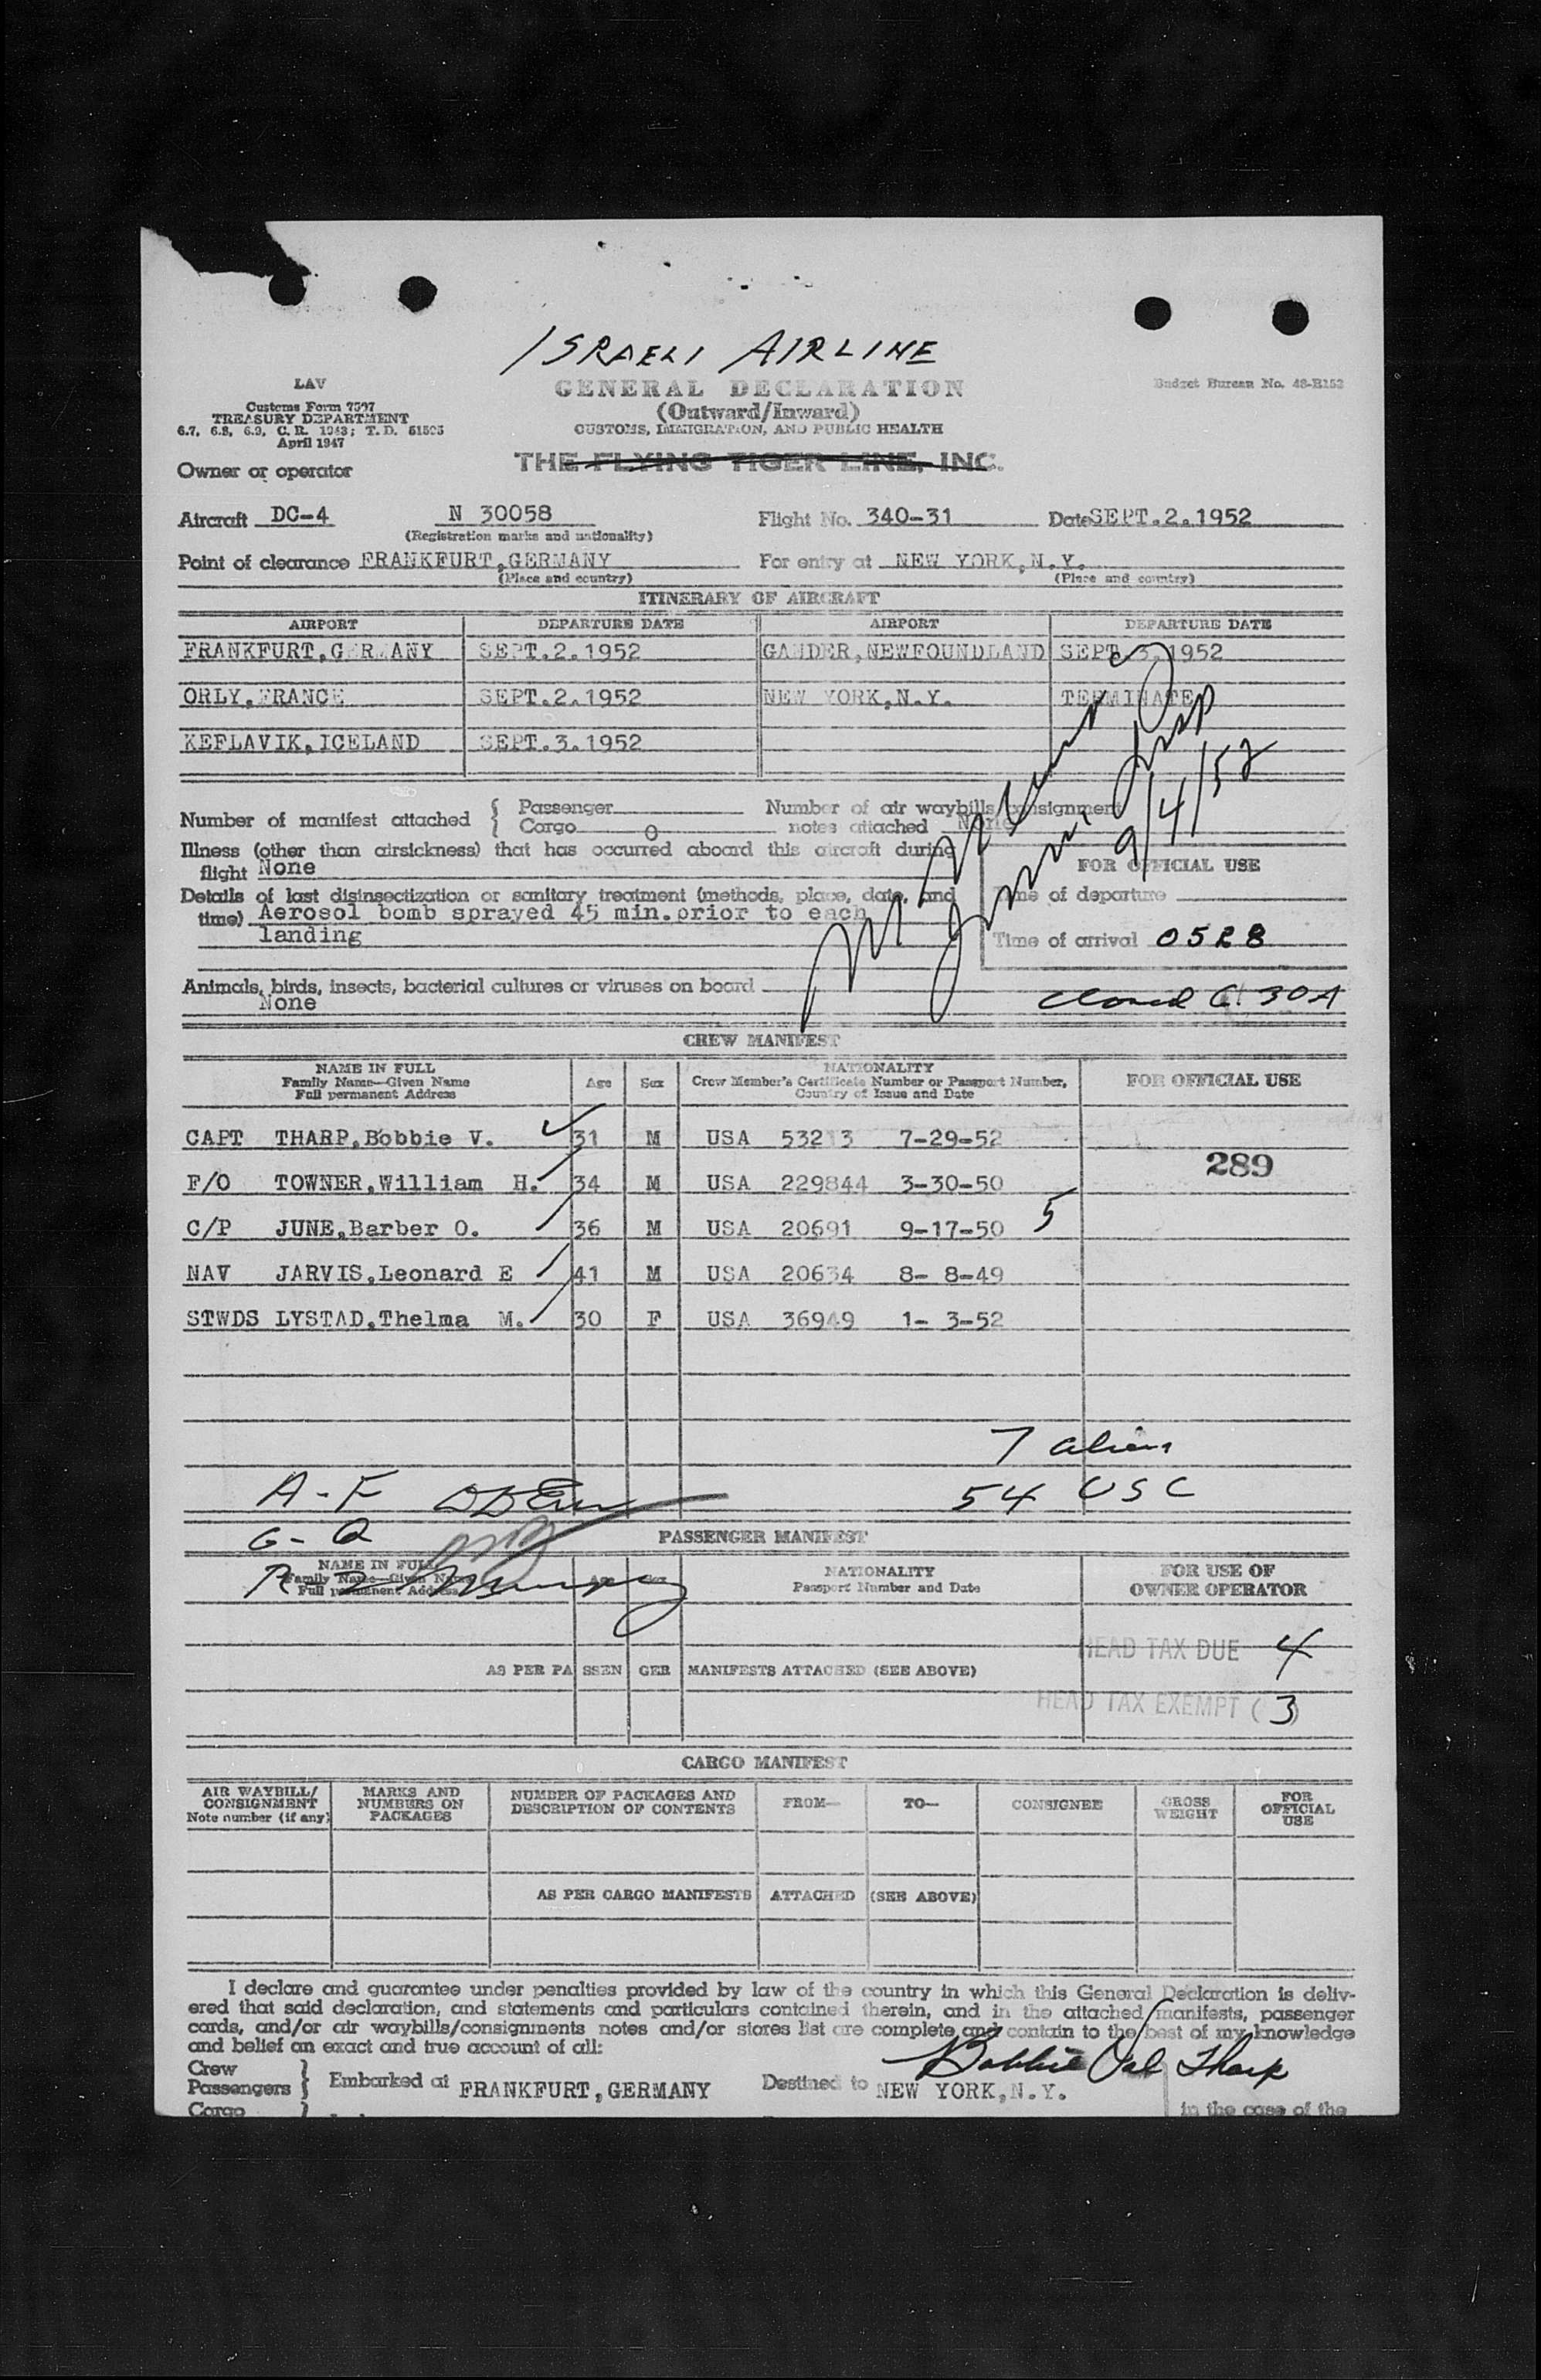 ISRAELI AIRLINE
LAV
Customs Form 7507
TREASURY DEPARTMENT
April 1947
GENERAL DECLARATION
(Outward/Inward)
CUSTOMS, IMMIGRATION, AND PUBLIC HEALTH
Budget Bureau No. 48-R152
Owner or operator THE FLYING TIGER LINE, INC.
Aircraft DC-4 N 30058 Flight No. 340-31 Date SEPT.2.1952
(Registration marks and nationality)
Point of clearance FRANKFURT,GERMANY For entry at NEW YORK,N.Y.
(Place and country) (Place and country)
ITINERARY OF AIRCRAFT
AIRPORT DEPARTURE DATE AIRPORT DEPARTURE DATE
FRANKFURT,GERMANY SEPT.2.1952 GANDER,NEWFOUNDLAND SEPT.3.1952
ORLY,FRANCE SEPT.2.1952 NEW YORK,N.Y. TERMINATED
KEFLAVIK,ICELAND SEPT.3.1952
9/4/52
Number of manifest attached { Passenger Number of air waybills/consignment
Cargo 0 notes attached None
Illness (other than airsickness) that has occurred aboard this aircraft during
flight None
FOR OFFICIAL USE
Details of last disinsectization or sanitary treatment (methods, place, date, and
time) Aerosol bomb sprayed 45 min.prior to each
landing
Time of departure
Time of arrival 0528
Animals, birds, insects, bacterial cultures or viruses on board
None
30A
CREW MANIFEST
NAME IN FULL
Family Name—Given Name
Full permanent Address
Age Sex
NATIONALITY
Crew Member's Certificate Number or Passport Number,
Country of Issue and Date
FOR OFFICIAL USE
CAPT THARP,Bobbie V. 31 M USA 53213 7-29-52
289
F/O TOWNER,William H. 34 M USA 229844 3-30-50
C/P JUNE,Barber O. 36 M USA 20691 9-17-50 5
NAV JARVIS,Leonard E 41 M USA 20634 8- 8-49
STWDS LYSTAD,Thelma M. 30 F USA 36949 1- 3-52
7 aliens
54 USC
A-F
G-Q
PASSENGER MANIFEST
R-Z
NAME IN FULL
Family Name—Given Name
Full permanent Address
Age Sex
NATIONALITY
Passport Number and Date
FOR USE OF
OWNER OPERATOR
HEAD TAX DUE 4
AS PER PASSENGER MANIFESTS ATTACHED (SEE ABOVE)
HEAD TAX EXEMPT (3)
CARGO MANIFEST
AIR WAYBILL/
CONSIGNMENT
Note number (if any)
MARKS AND
NUMBERS ON
PACKAGES
NUMBER OF PACKAGES AND
DESCRIPTION OF CONTENTS
FROM— TO— CONSIGNEE
GROSS
WEIGHT
FOR
OFFICIAL
USE
AS PER CARGO MANIFESTS ATTACHED (SEE ABOVE)
I declare and guarantee under penalties provided by law of the country in which this General Declaration is deliv-
ered that said declaration, and statements and particulars contained therein, and in the attached manifests, passenger
cards, and/or air waybills/consignments notes and/or stores list are complete and contain to the best of my knowledge
and belief an exact and true account of all:
Bobbie Val Tharp
Crew
Passengers } Embarked at FRANKFURT,GERMANY Destined to NEW YORK,N.Y.
Cargo
in the case of the